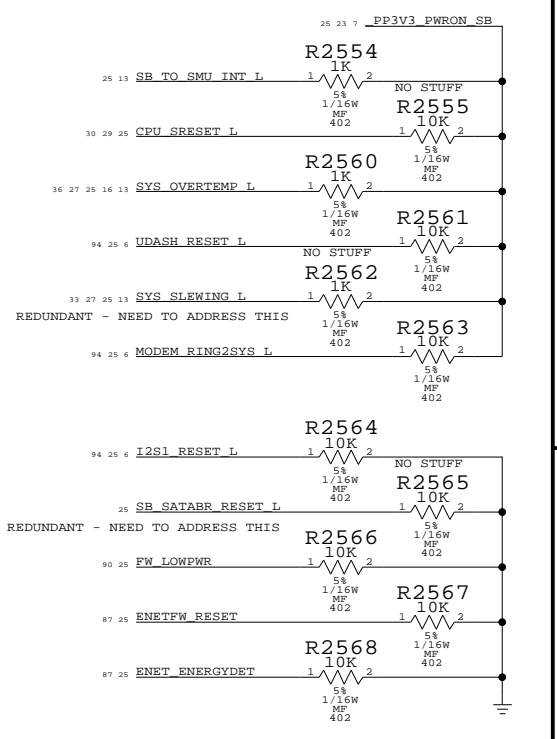 25 23 7 _PP3V3_PWRON_SB
R2554
1K
25 13 SB_TO_SMU_INT_L 1 2
5%
1/16W
MF
402
NO STUFF
R2555
10K
30 29 25 CPU_SRESET_L 1 2
5%
1/16W
MF
402
R2560
1K
36 27 25 16 13 SYS_OVERTEMP_L 1 2
5%
1/16W
MF
402
R2561
10K
94 25 6 UDASH_RESET_L 1 2
5%
1/16W
MF
402
NO STUFF
R2562
1K
33 27 25 13 SYS_SLEWING_L 1 2
REDUNDANT - NEED TO ADDRESS THIS
5%
1/16W
MF
402
R2563
10K
94 25 6 MODEM_RING2SYS_L 1 2
5%
1/16W
MF
402
R2564
10K
94 25 6 I2S1_RESET_L 1 2
5%
1/16W
MF
402
NO STUFF
R2565
10K
25 SB_SATABR_RESET_L 1 2
REDUNDANT - NEED TO ADDRESS THIS
5%
1/16W
MF
402
R2566
10K
90 25 FW_LOWPWR 1 2
5%
1/16W
MF
402
R2567
10K
87 25 ENETFW_RESET 1 2
5%
1/16W
MF
402
R2568
10K
87 25 ENET_ENERGYDET 1 2
5%
1/16W
MF
402